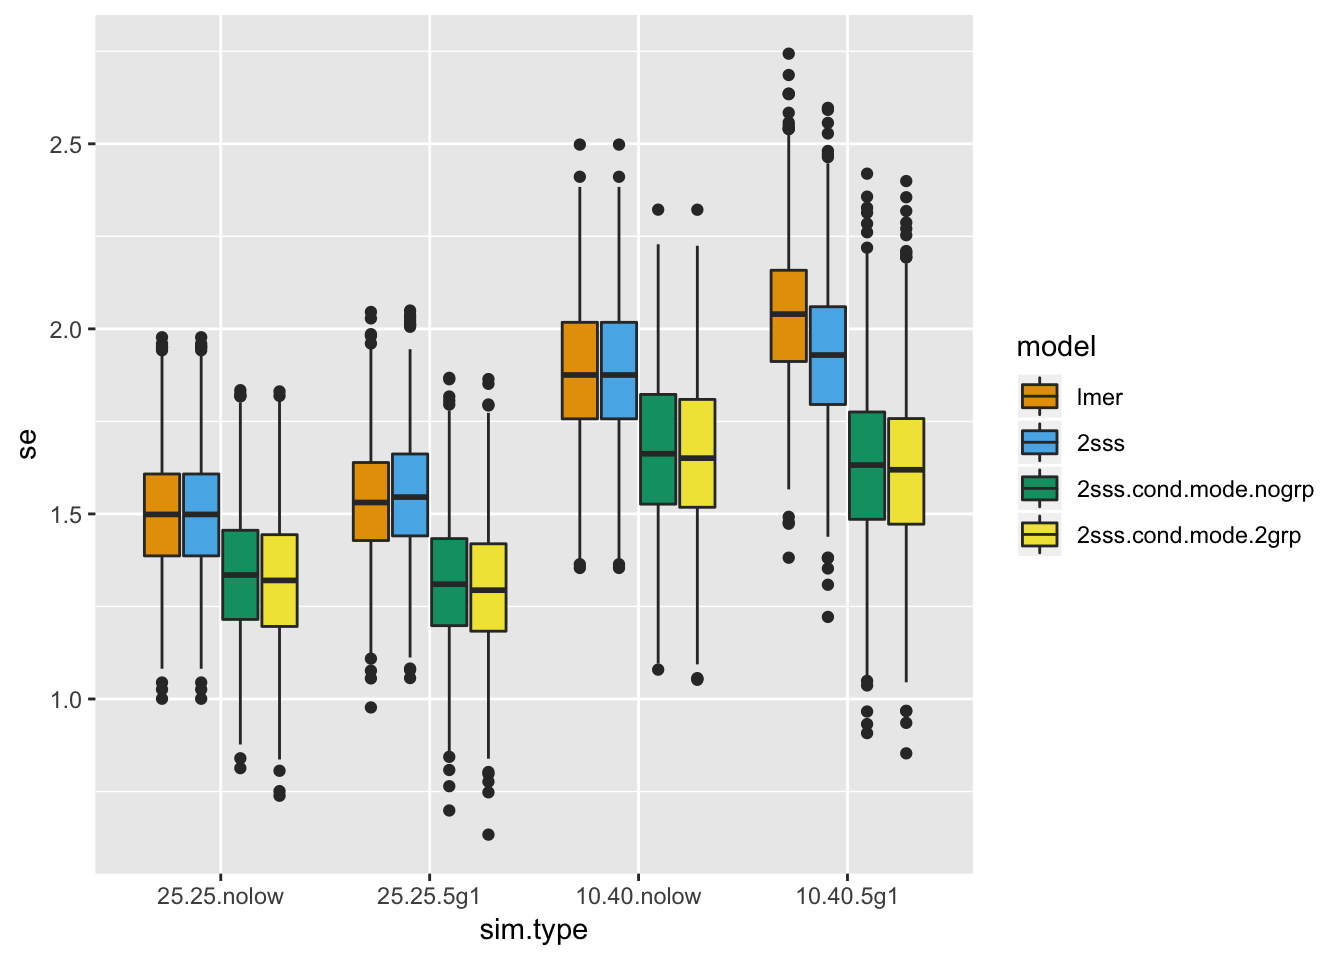 2.5
2.0
1.5
1.0
se
25.25.nolow
25.25.5g1
10.40.nolow
10.40.5g1
sim.type
model
lmer
2sss
2sss.cond.mode.nogrp
2sss.cond.mode.2grp